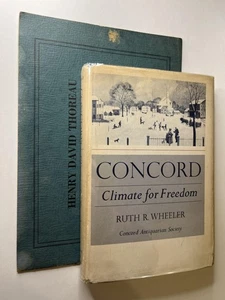 HENRY DAVID THOREAU
CONCORD
Climate for Freedom
RUTH R. WHEELER
Concord Antiquarian Society